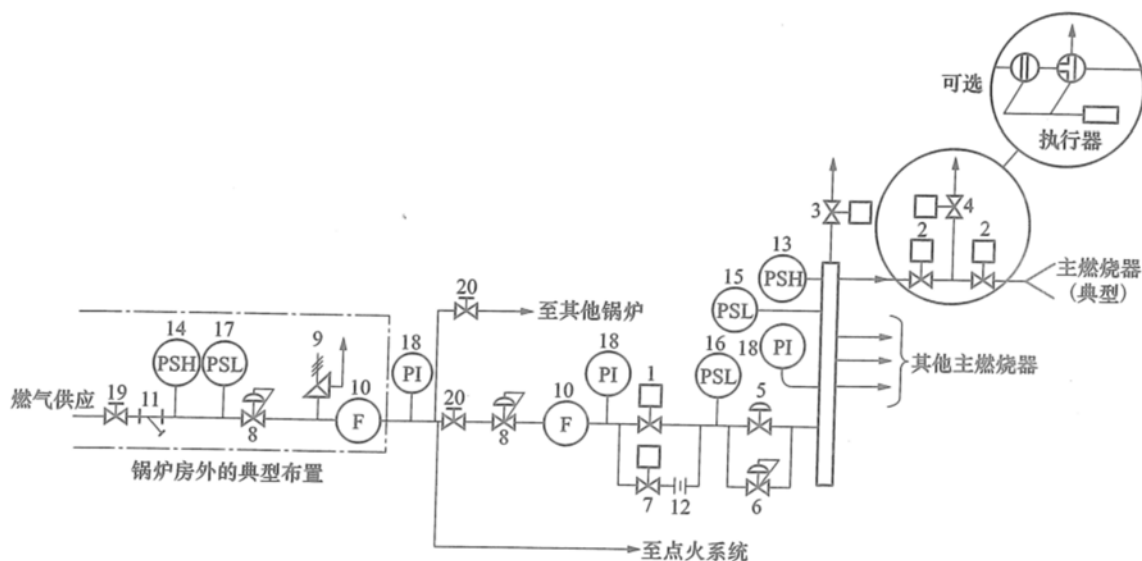 可选
执行器
3
4
2
2
13
PSH
主燃烧器
(典型)
15
PSL
20
至其他锅炉
14
PSH
17
PSL
9
18
PI
18
PI
16
PSL
18
PI
其他主燃烧器
1
5
燃气供应
19
11
8
10
F
20
8
10
F
锅炉房外的典型布置
7
12
6
至点火系统